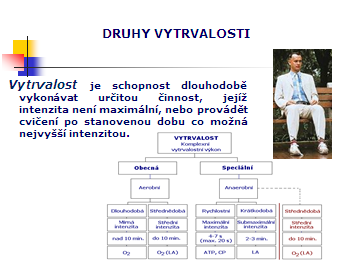 DRUHY VYTRVALOSTI
Vytrvalost je schopnost dlouhodobě
vykonávat určitou činnost, jejíž
intenzita není maximální, nebo provádět
cvičení po stanovenou dobu co možná
nejvyšší intenzitou.
VYTRVALOST
Komplexní
vytrvalostní výkon
Obecná Speciální
Aerobní Anaerobní
Dlouhodobá Střednědobá Rychlostní Krátkodobá Střednědobá
Mírná intenzita Střední intenzita Maximální intenzita Submaximální intenzita Střední intenzita
nad 10 min. do 10 min. 4-7 s (max. 20 s) 2-3 min. do 10 min.
O2 O2 (LA) ATP, CP LA O2 (LA)